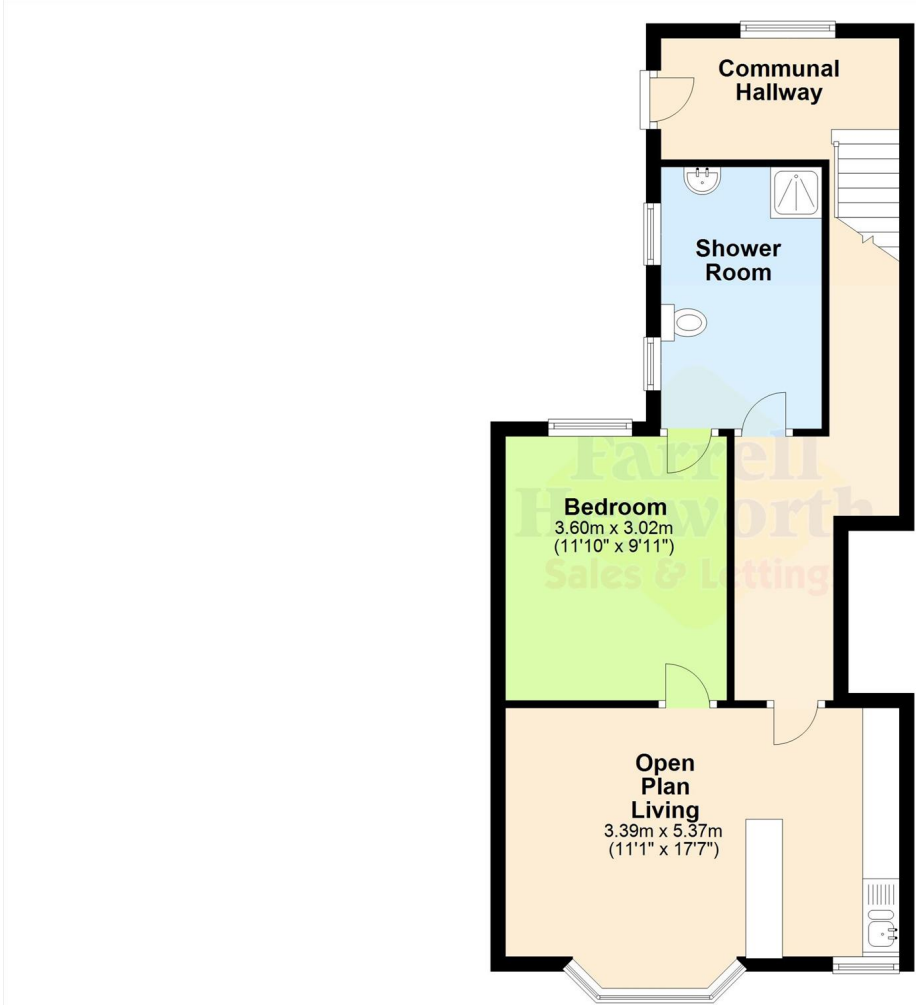 Communal
Hallway
Shower
Room
Farrell
Heyworth
Sales & Lettings
Bedroom
3.60m x 3.02m
(11'10" x 9'11")
Open
Plan
Living
3.39m x 5.37m
(11'1" x 17'7")